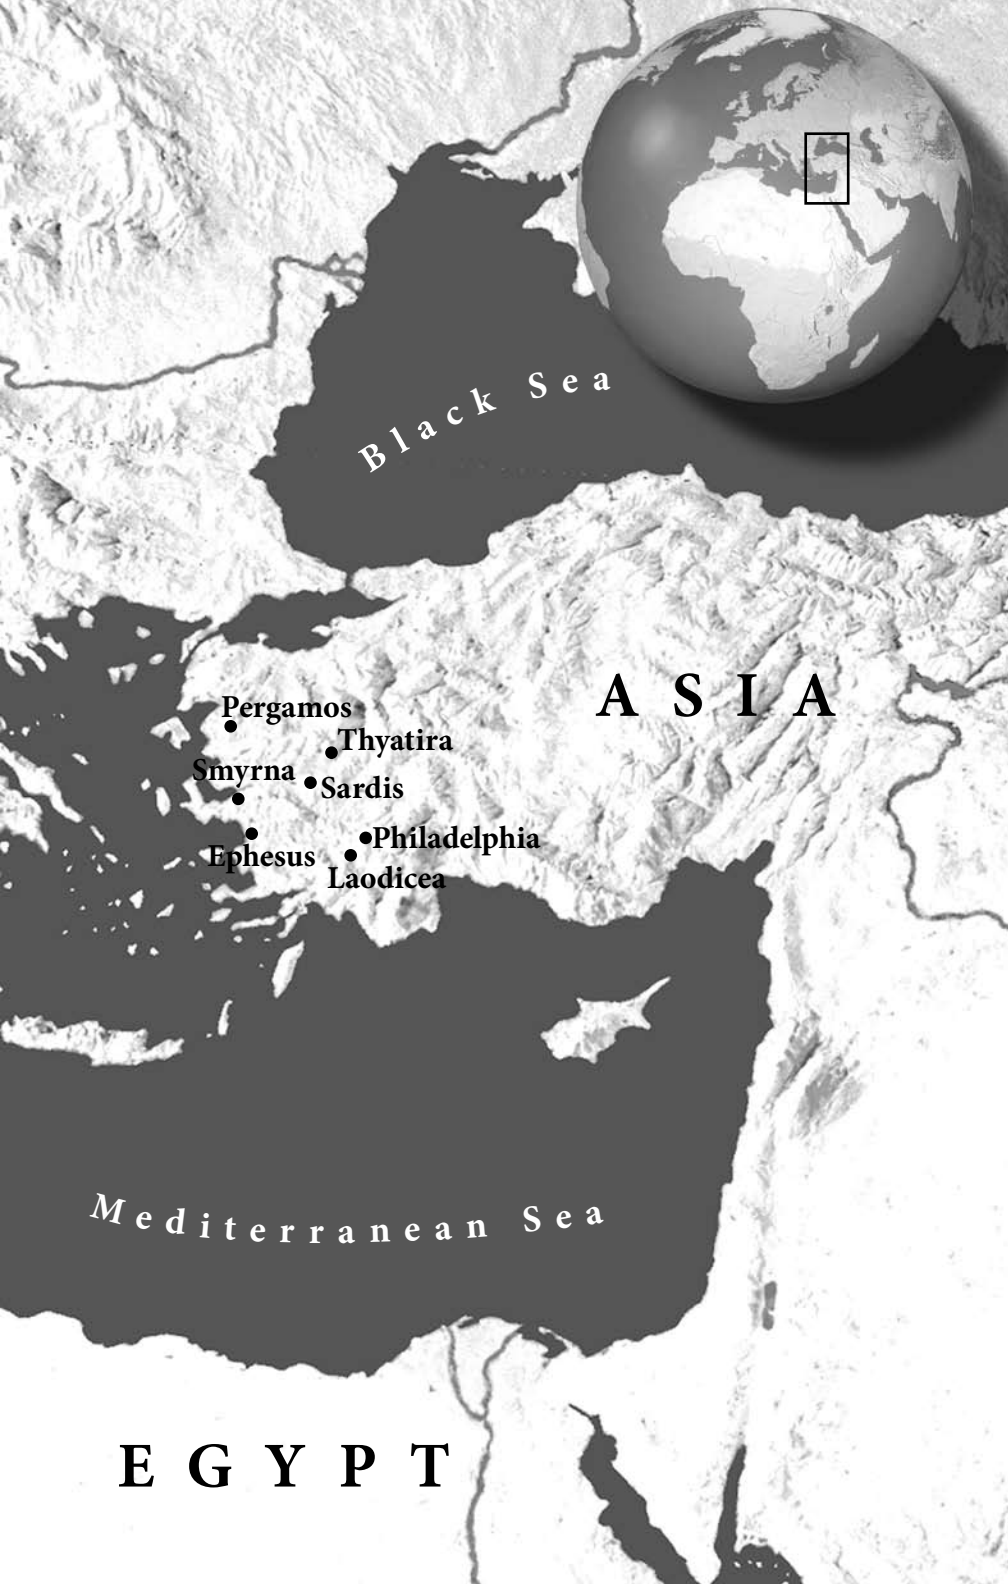 Black Sea
ASIA
Pergamos
Thyatira
Smyrna
Sardis
Philadelphia
Ephesus
Laodicea
Mediterranean Sea
EGYPT